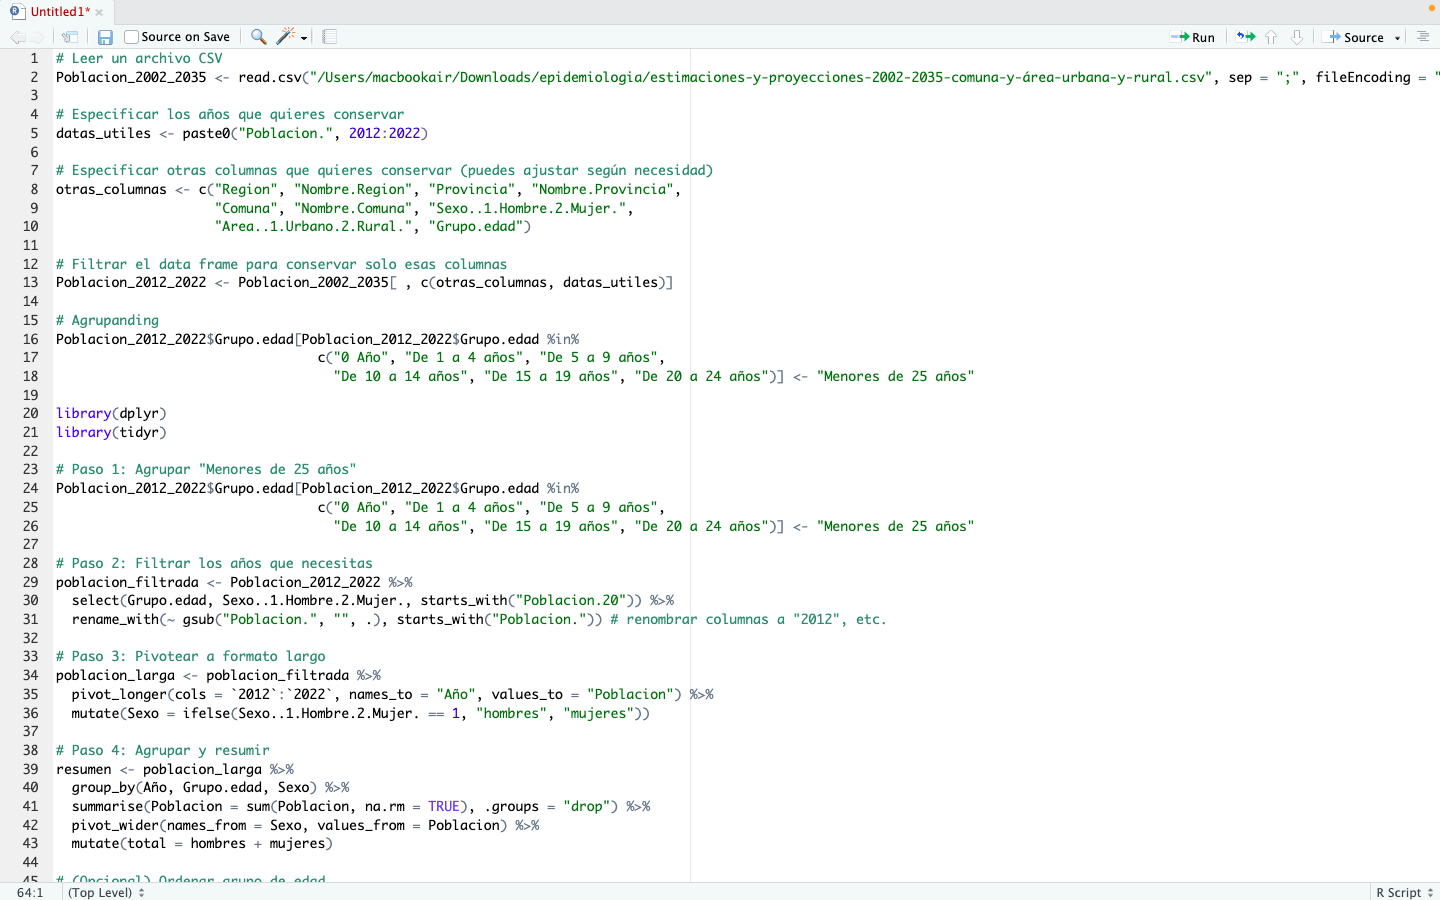 Untitled1*
Source on Save
Run
Source
1 # Leer un archivo CSV
2 Poblacion_2002_2035 <- read.csv("/Users/macbookair/Downloads/epidemiologia/estimaciones-y-proyecciones-2002-2035-comuna-y-área-urbana-y-rural.csv", sep = ";", fileEncoding = "
3
4 # Especificar los años que quieres conservar
5 datas_utiles <- paste0("Poblacion.", 2012:2022)
6
7 # Especificar otras columnas que quieres conservar (puedes ajustar según necesidad)
8 otras_columnas <- c("Region", "Nombre.Region", "Provincia", "Nombre.Provincia",
9 "Comuna", "Nombre.Comuna", "Sexo..1.Hombre.2.Mujer.",
10 "Area..1.Urbano.2.Rural.", "Grupo.edad")
11
12 # Filtrar el data frame para conservar solo esas columnas
13 Poblacion_2012_2022 <- Poblacion_2002_2035[ , c(otras_columnas, datas_utiles)]
14
15 # Agrupanding
16 Poblacion_2012_2022$Grupo.edad[Poblacion_2012_2022$Grupo.edad %in%
17 c("0 Año", "De 1 a 4 años", "De 5 a 9 años",
18 "De 10 a 14 años", "De 15 a 19 años", "De 20 a 24 años")] <- "Menores de 25 años"
19
20 library(dplyr)
21 library(tidyr)
22
23 # Paso 1: Agrupar "Menores de 25 años"
24 Poblacion_2012_2022$Grupo.edad[Poblacion_2012_2022$Grupo.edad %in%
25 c("0 Año", "De 1 a 4 años", "De 5 a 9 años",
26 "De 10 a 14 años", "De 15 a 19 años", "De 20 a 24 años")] <- "Menores de 25 años"
27
28 # Paso 2: Filtrar los años que necesitas
29 poblacion_filtrada <- Poblacion_2012_2022 %>%
30 select(Grupo.edad, Sexo..1.Hombre.2.Mujer., starts_with("Poblacion.20")) %>%
31 rename_with(~ gsub("Poblacion.", "", .), starts_with("Poblacion.")) # renombrar columnas a "2012", etc.
32
33 # Paso 3: Pivotear a formato largo
34 poblacion_larga <- poblacion_filtrada %>%
35 pivot_longer(cols = `2012`:`2022`, names_to = "Año", values_to = "Poblacion") %>%
36 mutate(Sexo = ifelse(Sexo..1.Hombre.2.Mujer. == 1, "hombres", "mujeres"))
37
38 # Paso 4: Agrupar y resumir
39 resumen <- poblacion_larga %>%
40 group_by(Año, Grupo.edad, Sexo) %>%
41 summarise(Poblacion = sum(Poblacion, na.rm = TRUE), .groups = "drop") %>%
42 pivot_wider(names_from = Sexo, values_from = Poblacion) %>%
43 mutate(total = hombres + mujeres)
44
45 # (Opcional) Ordenar grupo de edad
64:1 (Top Level) R Script